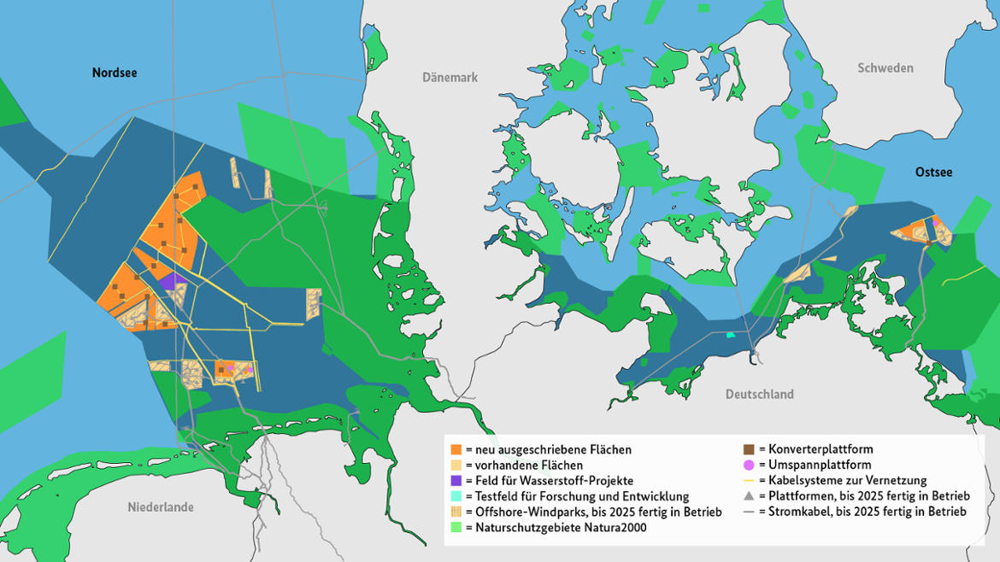 Nordsee
Dänemark
Schweden
Ostsee
Deutschland
Niederlande
= neu ausgeschriebene Flächen
= vorhandene Flächen
= Feld für Wasserstoff-Projekte
= Testfeld für Forschung und Entwicklung
= Offshore-Windparks, bis 2025 fertig in Betrieb
= Naturschutzgebiete Natura2000
= Konverterplattform
= Umspannplattform
= Kabelsysteme zur Vernetzung
= Plattformen, bis 2025 fertig in Betrieb
= Stromkabel, bis 2025 fertig in Betrieb